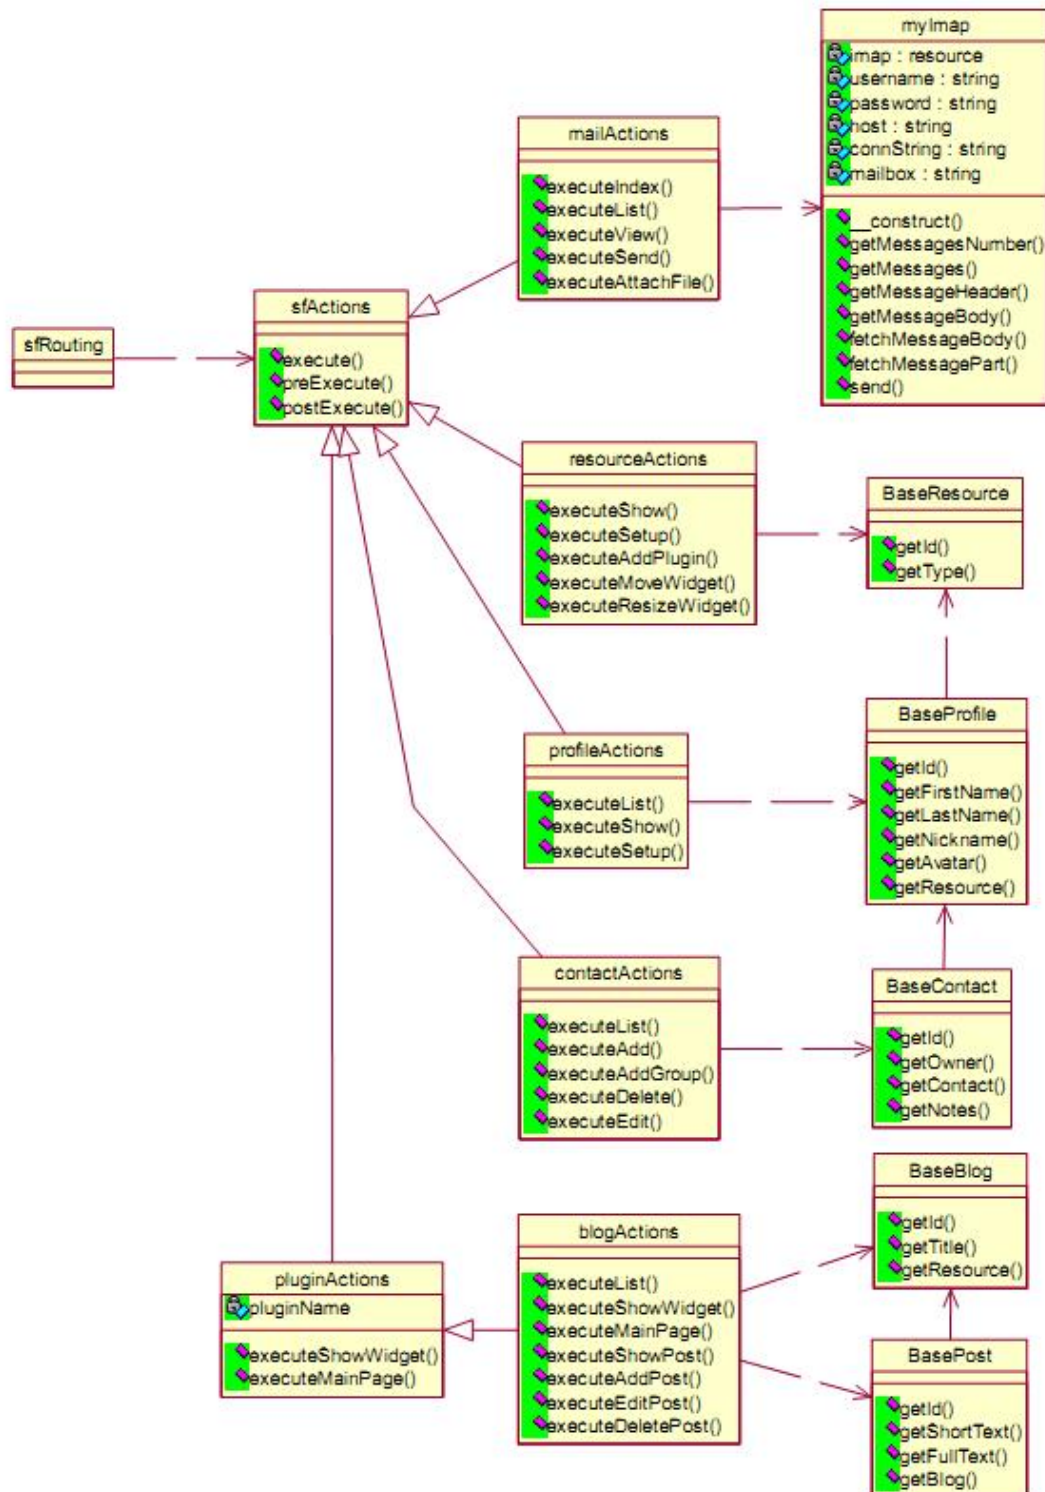 myImap
imap : resource
username : string
password : string
host : string
connString : string
mailbox : string
__construct()
getMessagesNumber()
getMessages()
getMessageHeader()
getMessageBody()
fetchMessageBody()
fetchMessagePart()
send()
mailActions
executeIndex()
executeList()
executeView()
executeSend()
executeAttachFile()
sfActions
execute()
preExecute()
postExecute()
sfRouting
resourceActions
executeShow()
executeSetup()
executeAddPlugin()
executeMoveWidget()
executeResizeWidget()
BaseResource
getId()
getType()
profileActions
executeList()
executeShow()
executeSetup()
BaseProfile
getId()
getFirstName()
getLastName()
getNickname()
getAvatar()
getResource()
contactActions
executeList()
executeAdd()
executeAddGroup()
executeDelete()
executeEdit()
BaseContact
getId()
getOwner()
getContact()
getNotes()
pluginActions
pluginName
executeShowWidget()
executeMainPage()
blogActions
executeList()
executeShowWidget()
executeMainPage()
executeShowPost()
executeAddPost()
executeEditPost()
executeDeletePost()
BaseBlog
getId()
getTitle()
getResource()
BasePost
getId()
getShortText()
getFullText()
getBlog()